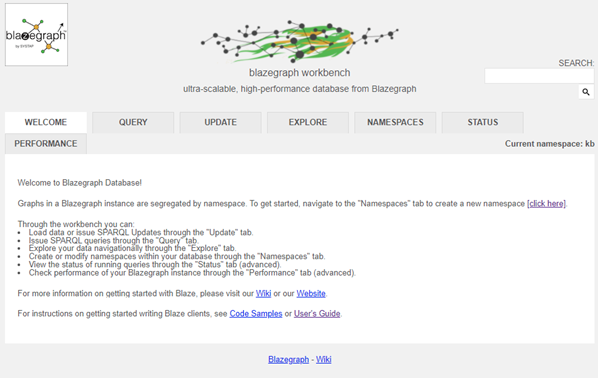 blazegraph
by SYSTAP
blazegraph workbench
ultra-scalable, high-performance database from Blazegraph
SEARCH:
WELCOME QUERY UPDATE EXPLORE NAMESPACES STATUS
PERFORMANCE Current namespace: kb
Welcome to Blazegraph Database!
Graphs in a Blazegraph instance are segregated by namespace. To get started, navigate to the "Namespaces" tab to create a new namespace [click here].
Through the workbench you can:
• Load data or issue SPARQL Updates through the "Update" tab.
• Issue SPARQL queries through the "Query" tab.
• Explore your data navigationally through the "Explore" tab.
• Create or modify namespaces within your database through the "Namespaces" tab.
• View the status of running queries through the "Status" tab (advanced).
• Check performance of your Blazegraph instance through the "Performance" tab (advanced).
For more information on getting started with Blaze, please visit our Wiki or our Website.
For instructions on getting started writing Blaze clients, see Code Samples or User's Guide.
Blazegraph - Wiki